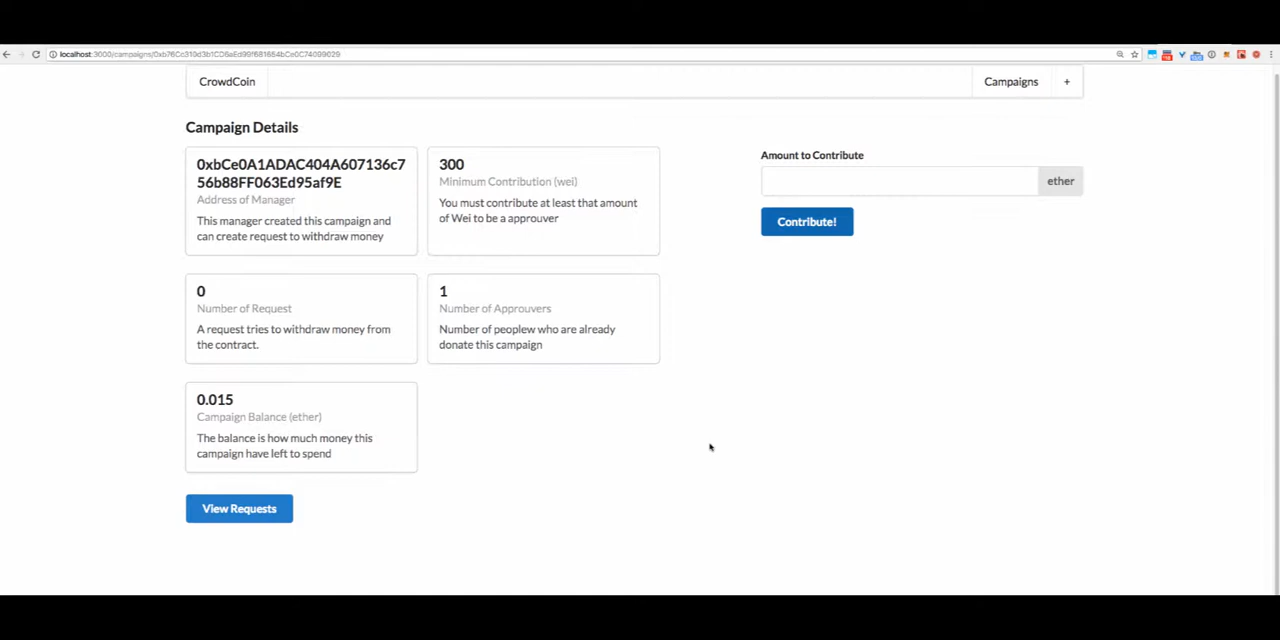 localhost:3000/campaigns/0xb76Cc319d3b1CD6aEd99f681654bCe0C74099029
CrowdCoin
Campaigns
+
Campaign Details
0xbCe0A1ADAC404A607136c7
56b88FF063Ed95af9E
Address of Manager
This manager created this campaign and
can create request to withdraw money
300
Minimum Contribution (wei)
You must contribute at least that amount
of Wei to be a approuver
Amount to Contribute
ether
Contribute!
0
Number of Request
A request tries to withdraw money from
the contract.
1
Number of Approuvers
Number of peoplew who are already
donate this campaign
0.015
Campaign Balance (ether)
The balance is how much money this
campaign have left to spend
View Requests